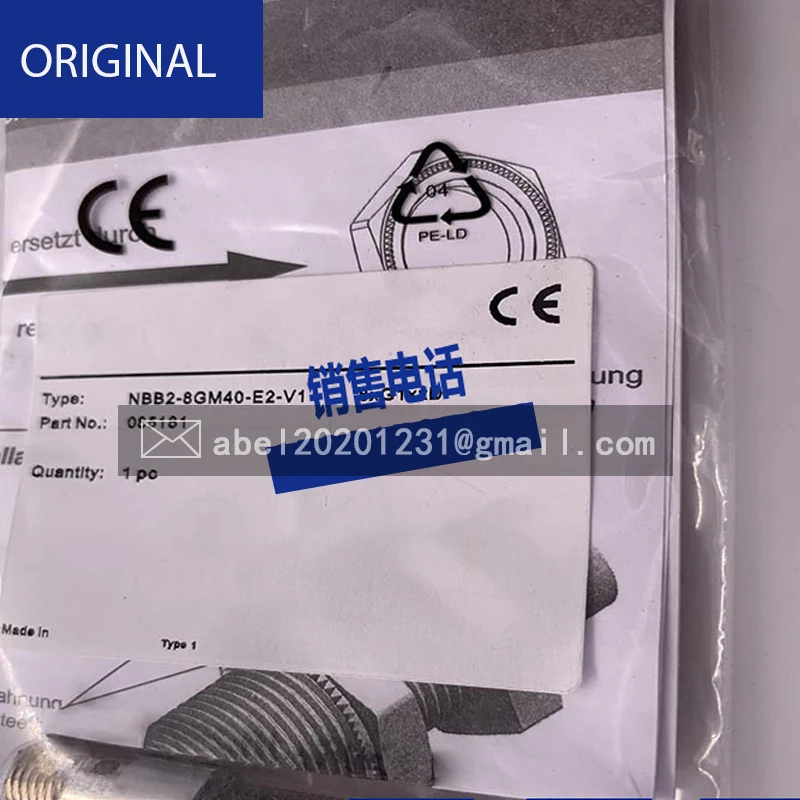 ORIGINAL
CE
04
PE-LD
ersetzt durch
CE
销售电话
ung
Type: NBB2-8GM40-E2-V1
Part No.: 085181
abel20201231@gmail.com
Quantity: 1 pc
Made in
Type 1